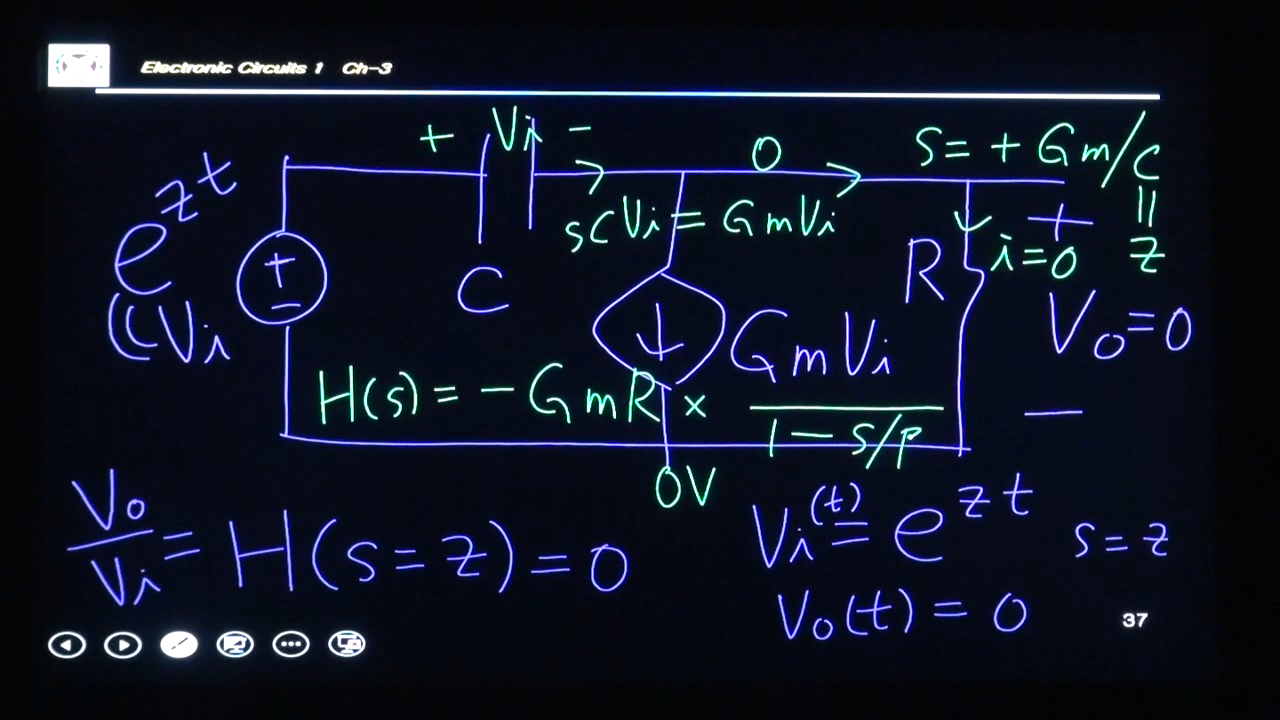 Electronic Circuits 1 Ch-3
+ Vi -
0
S = + Gm/C
=
z
e^zt
=
Vi
+
-
C
sCVi = GmVi
R
i=0
+
Vo=0
-
GmVi
H(s) = -GmR ×
1 - s/p
0V
Vo
Vi
= H(s=z) = 0
Vi(t) = e^zt
s=z
Vo(t) = 0
37